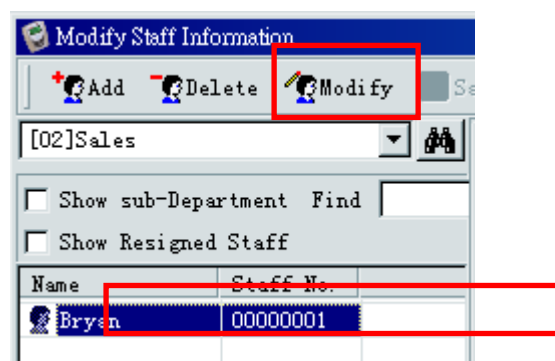 Modify Staff Information
Add Delete Modify
[02]Sales
Show sub-Department Find
Show Resigned Staff
Name Staff No.
Bryan 00000001